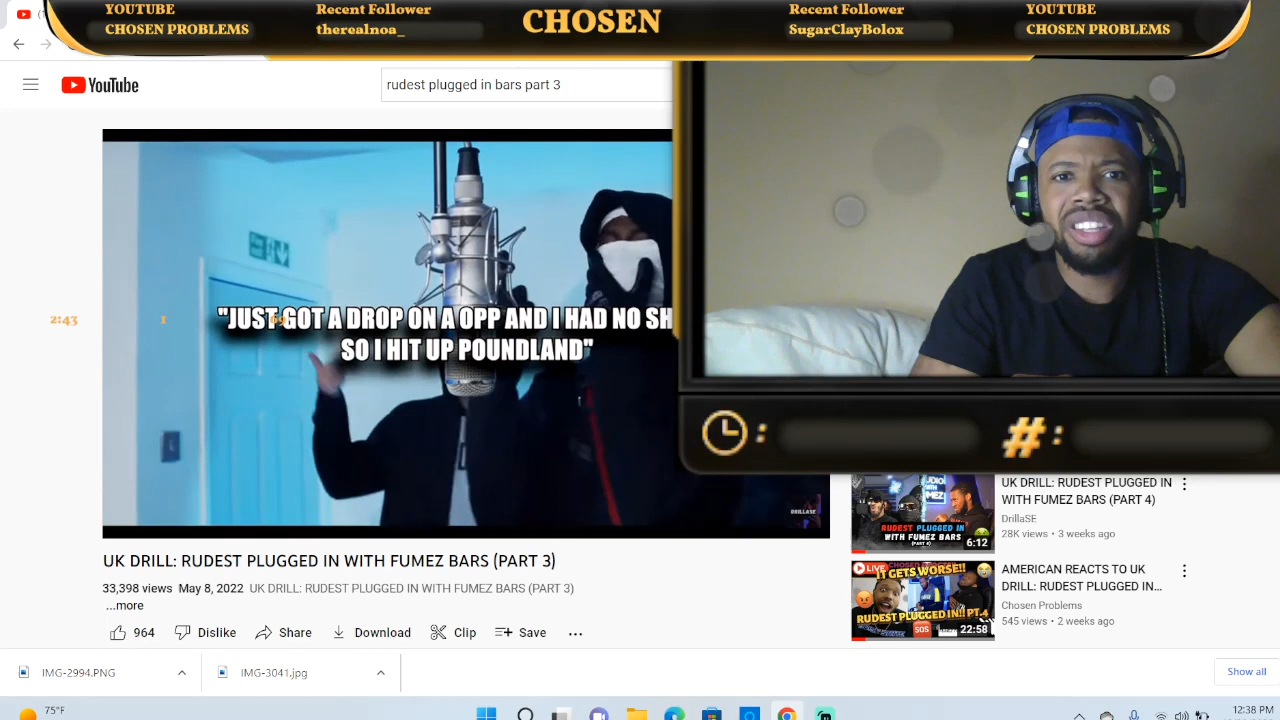 YOUTUBE
CHOSEN PROBLEMS
Recent Follower
therealnoa_
CHOSEN
Recent Follower
SugarClayBolox
YOUTUBE
CHOSEN PROBLEMS
YouTube
rudest plugged in bars part 3
"JUST GOT A DROP ON A OPP AND I HAD NO SH
SO I HIT UP POUNDLAND"
2:43
1
DRILLASE
UK DRILL: RUDEST PLUGGED IN WITH FUMEZ BARS (PART 3)
33,398 views May 8, 2022 UK DRILL: RUDEST PLUGGED IN WITH FUMEZ BARS (PART 3)
...more
964
Dislike
Share
Download
Clip
Save
RUDEST PLUGGED IN
WITH FUMEZ BARS
(PART 4)
6:12
UK DRILL: RUDEST PLUGGED IN
WITH FUMEZ BARS (PART 4)
DrillaSE
28K views • 3 weeks ago
LIVE
IT GETS WORSE!!
RUDEST PLUGGED IN!! PT.4
SOS
22:58
AMERICAN REACTS TO UK
DRILL: RUDEST PLUGGED IN...
Chosen Problems
545 views • 2 weeks ago
# :
IMG-2994.PNG
IMG-3041.jpg
Show all
75°F
12:38 PM